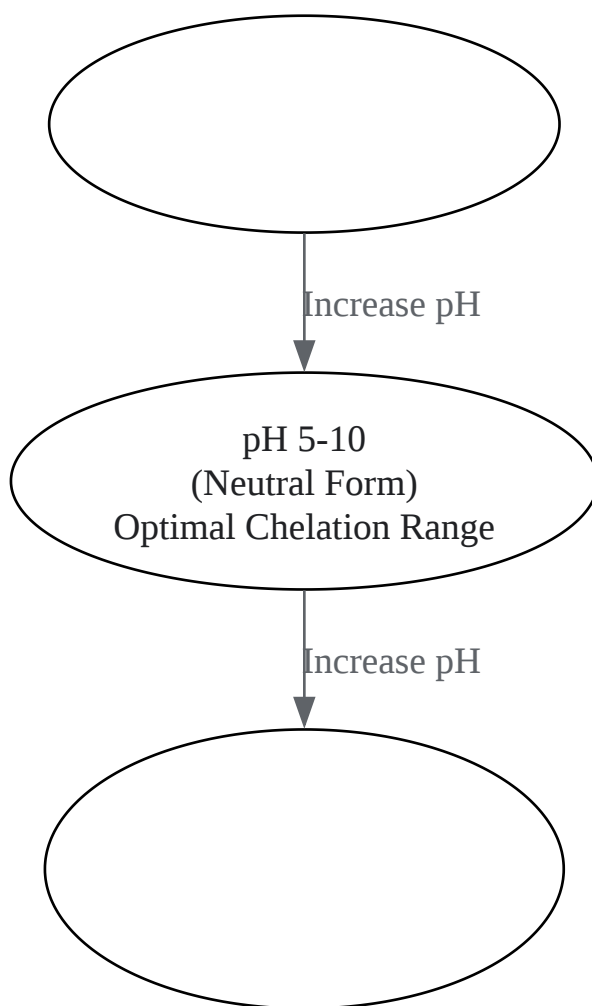 Increase pH
pH 5-10
(Neutral Form)
Optimal Chelation Range
Increase pH